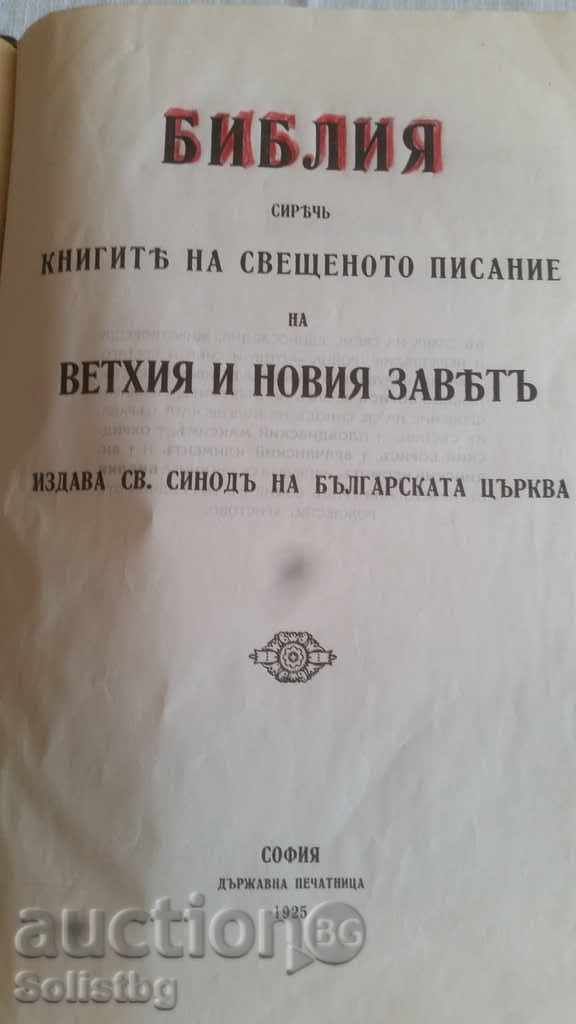 БИБЛИЯ
СИРѢЧЬ
КНИГИТѢ НА СВЕЩЕНОТО ПИСАНИЕ
НА
ВЕТХИЯ И НОВИЯ ЗАВѢТЪ
ИЗДАВА СВ. СИНОДЪ НА БЪЛГАРСКАТА ЦЪРКВА
СОФИЯ
ДЪРЖАВНА ПЕЧАТНИЦА
1925
auction BG
Solistbg